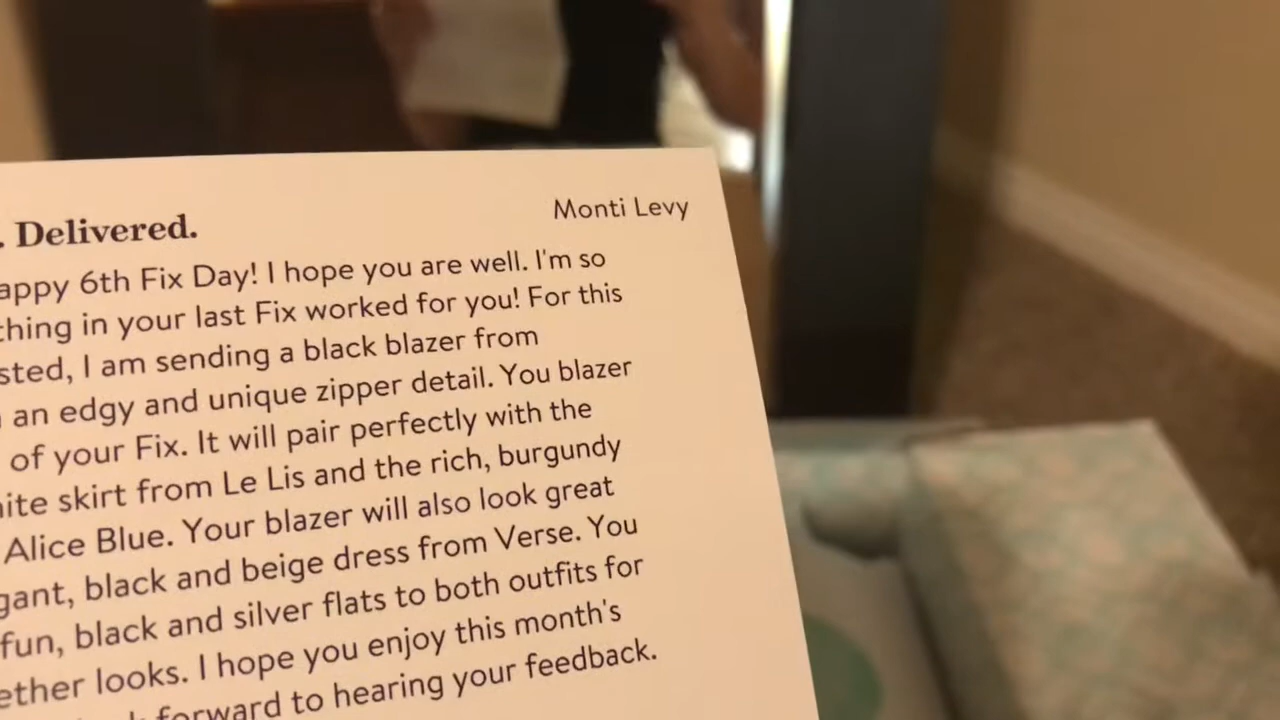 . Delivered.
Monti Levy
appy 6th Fix Day! I hope you are well. I'm so
thing in your last Fix worked for you! For this
sted, I am sending a black blazer from
an edgy and unique zipper detail. You blazer
of your Fix. It will pair perfectly with the
ite skirt from Le Lis and the rich, burgundy
Alice Blue. Your blazer will also look great
gant, black and beige dress from Verse. You
fun, black and silver flats to both outfits for
ether looks. I hope you enjoy this month's
forward to hearing your feedback.